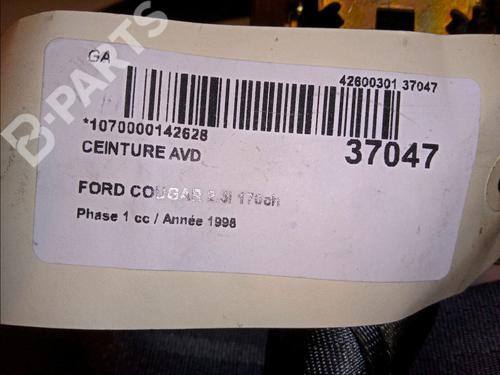 B-PARTS
GA
42600301 37047
*1070000142628
37047
CEINTURE AVD
FORD COUGAR 2.5i 170ch
Phase 1 cc / Année 1998